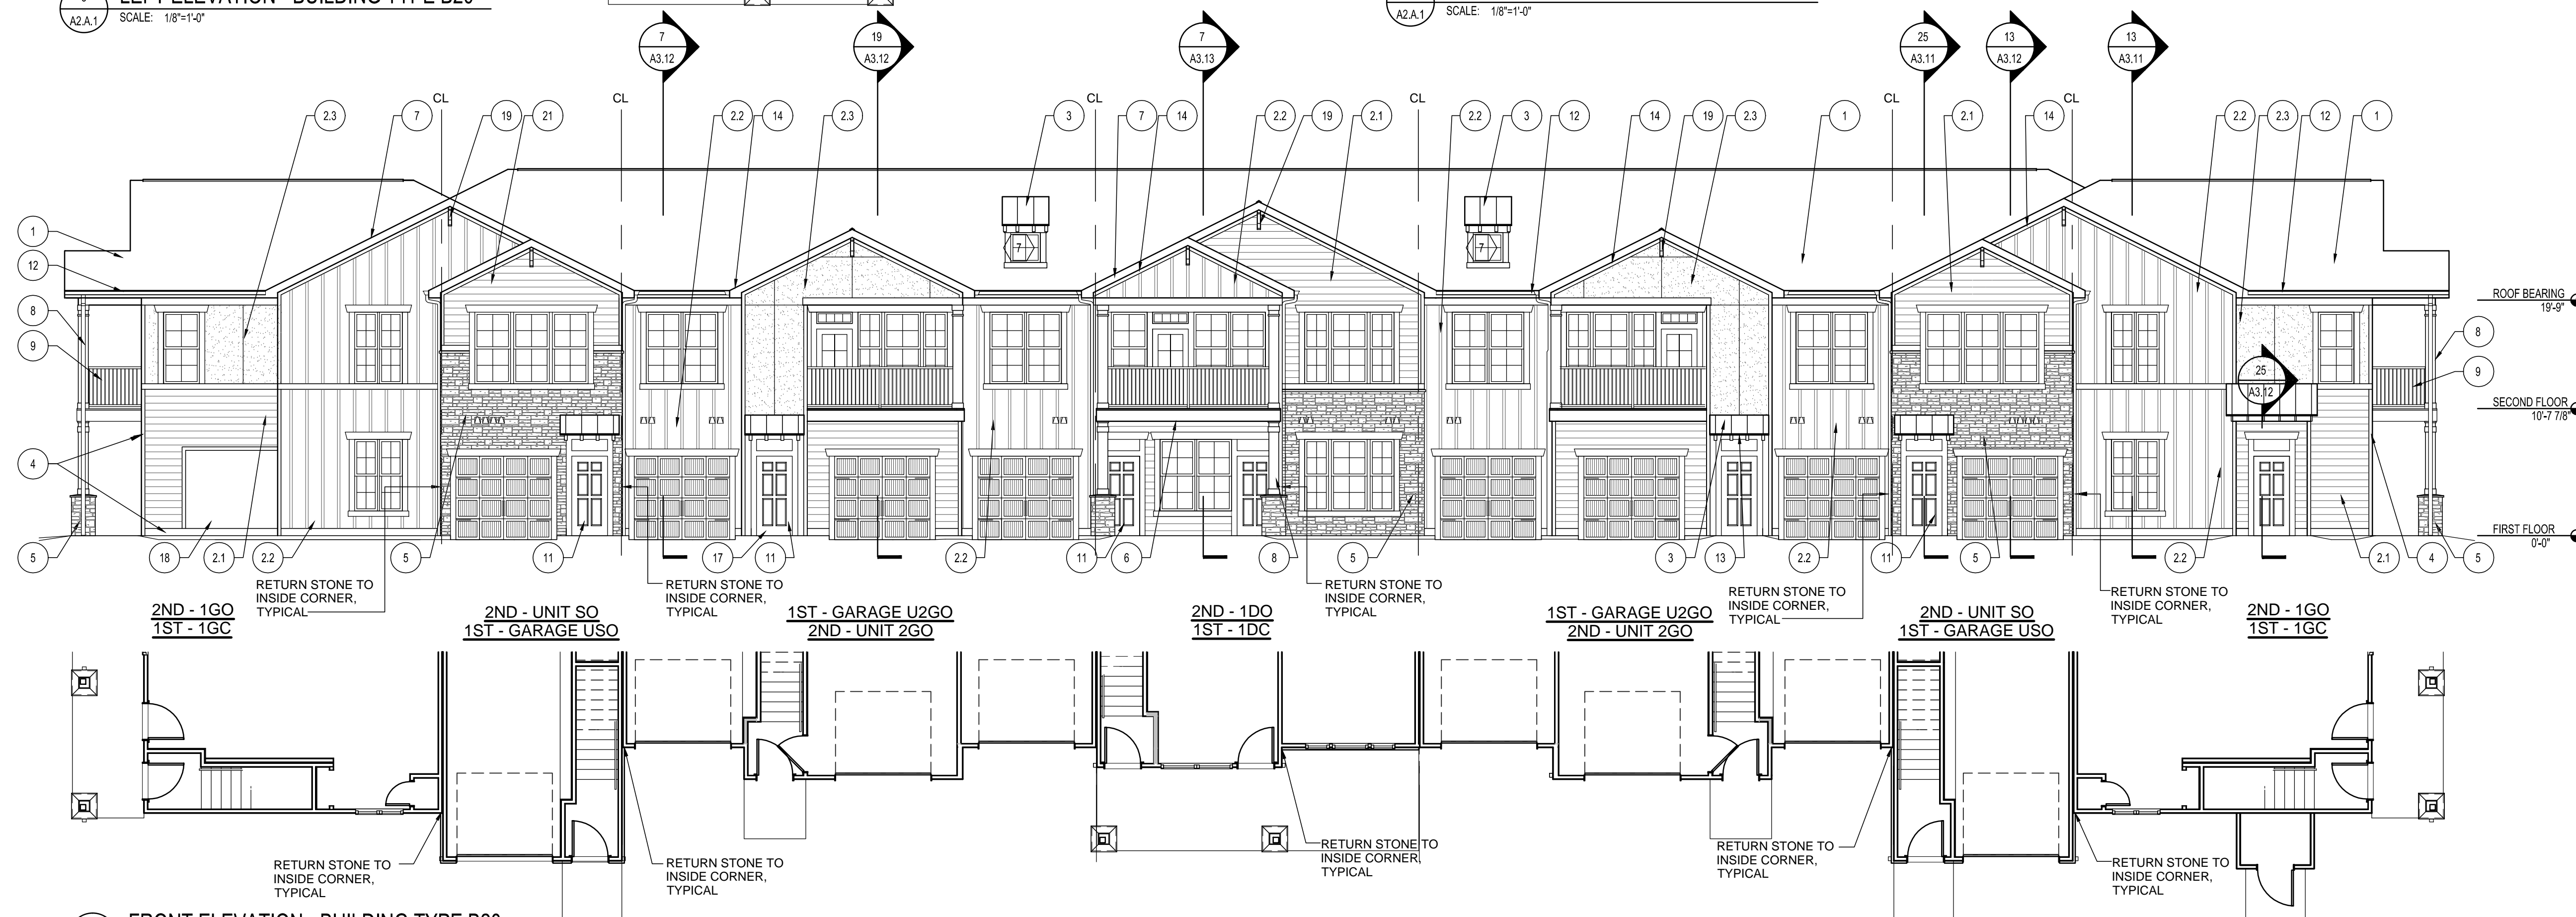 LEFT ELEVATION - BUILDING TYPE B20
A2.A.1
SCALE: 1/8"=1'-0"
A2.A.1
SCALE: 1/8"=1'-0"
7
A3.12
19
A3.12
7
A3.13
25
A3.11
13
A3.12
13
A3.11
CL
CL
CL
CL
CL
CL
2.3
7
19
21
2.2
14
2.3
3
7
14
2.2
19
2.1
2.2
3
12
14
19
2.3
1
2.1
14
2.2
2.3
12
1
1
12
8
9
4
5
7
7
25
A3.12
ROOF BEARING
19'-9"
8
9
SECOND FLOOR
10'-7 7/8"
FIRST FLOOR
0'-0"
18
2.1
2.2
5
11
17
11
2.2
11
6
8
5
3
13
2.2
11
5
2.2
2.1
4
5
RETURN STONE TO
INSIDE CORNER,
TYPICAL
RETURN STONE TO
INSIDE CORNER,
TYPICAL
RETURN STONE TO
INSIDE CORNER,
TYPICAL
RETURN STONE TO
INSIDE CORNER,
TYPICAL
RETURN STONE TO
INSIDE CORNER,
TYPICAL
2ND - 1GO
1ST - 1GC
2ND - UNIT SO
1ST - GARAGE USO
1ST - GARAGE U2GO
2ND - UNIT 2GO
2ND - 1DO
1ST - 1DC
1ST - GARAGE U2GO
2ND - UNIT 2GO
2ND - UNIT SO
1ST - GARAGE USO
2ND - 1GO
1ST - 1GC
RETURN STONE TO
INSIDE CORNER,
TYPICAL
RETURN STONE TO
INSIDE CORNER,
TYPICAL
RETURN STONE TO
INSIDE CORNER,
TYPICAL
RETURN STONE TO
INSIDE CORNER,
TYPICAL
RETURN STONE TO
INSIDE CORNER,
TYPICAL
FRONT ELEVATION - BUILDING TYPE B20